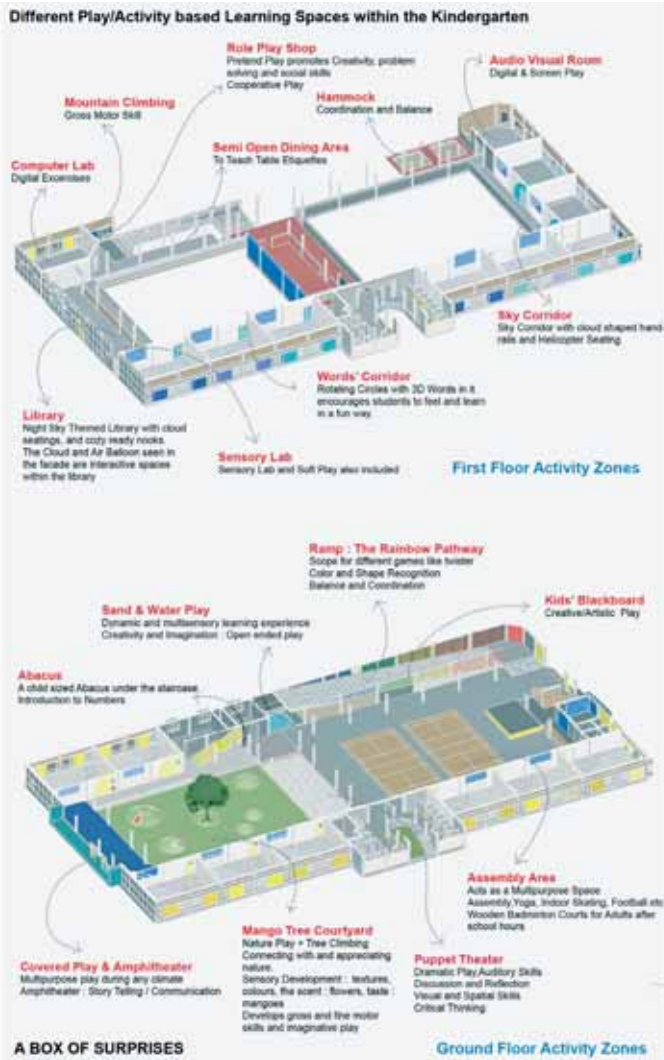 Different Play/Activity based Learning Spaces within the Kindergarten
Role Play Shop
Pretend Play promotes Creativity, problem
solving and social skills
Cooperative Play
Audio Visual Room
Digital & Screen Play
Mountain Climbing
Gross Motor Skill
Hammock
Coordination and Balance
Semi Open Dining Area
To Teach Table Etiquettes
Computer Lab
Digital Excersises
Sky Corridor
Sky Corridor with cloud shaped hand-
rails and Helicopter Seating.
Words' Corridor
Rotating Circles with 3D Words in it
encourages students to feel and learn
in a fun way.
Library
Night Sky Themed Library with cloud
seatings, and cozy ready nooks.
The Cloud and Air Balloon seen in
the facade are interactive spaces
within the library
Sensory Lab
Sensory Lab and Soft Play also included
First Floor Activity Zones
Ramp : The Rainbow Pathway
Scope for different games like twister
Color and Shape Recognition
Balance and Coordination
Sand & Water Play
Dynamic and multisensory learning experience
Creativity and Imagination : Open ended play
Kids' Blackboard
Creative/Artistic Play
Abacus
A child sized Abacus under the staircase
Introduction to Numbers
Assembly Area
Acts as a Multipurpose Space
Assembly,Yoga, Indoor Skating, Football etc
Wooden Badminton Courts for Adults after
school hours
Mango Tree Courtyard
Nature Play + Tree Climbing
Connecting with and appreciating
nature.
Sensory Development : textures,
colours, the scent : flowers, taste :
mangoes
Develops gross and fine motor
skills and imaginative play
Puppet Theater
Dramatic Play,Auditory Skills
Discussion and Reflection
Visual and Spatial Skills
Critical Thinking
Covered Play & Amphitheater
Multipurpose play during any climate
Amphitheater : Story Telling / Communication
A BOX OF SURPRISES
Ground Floor Activity Zones